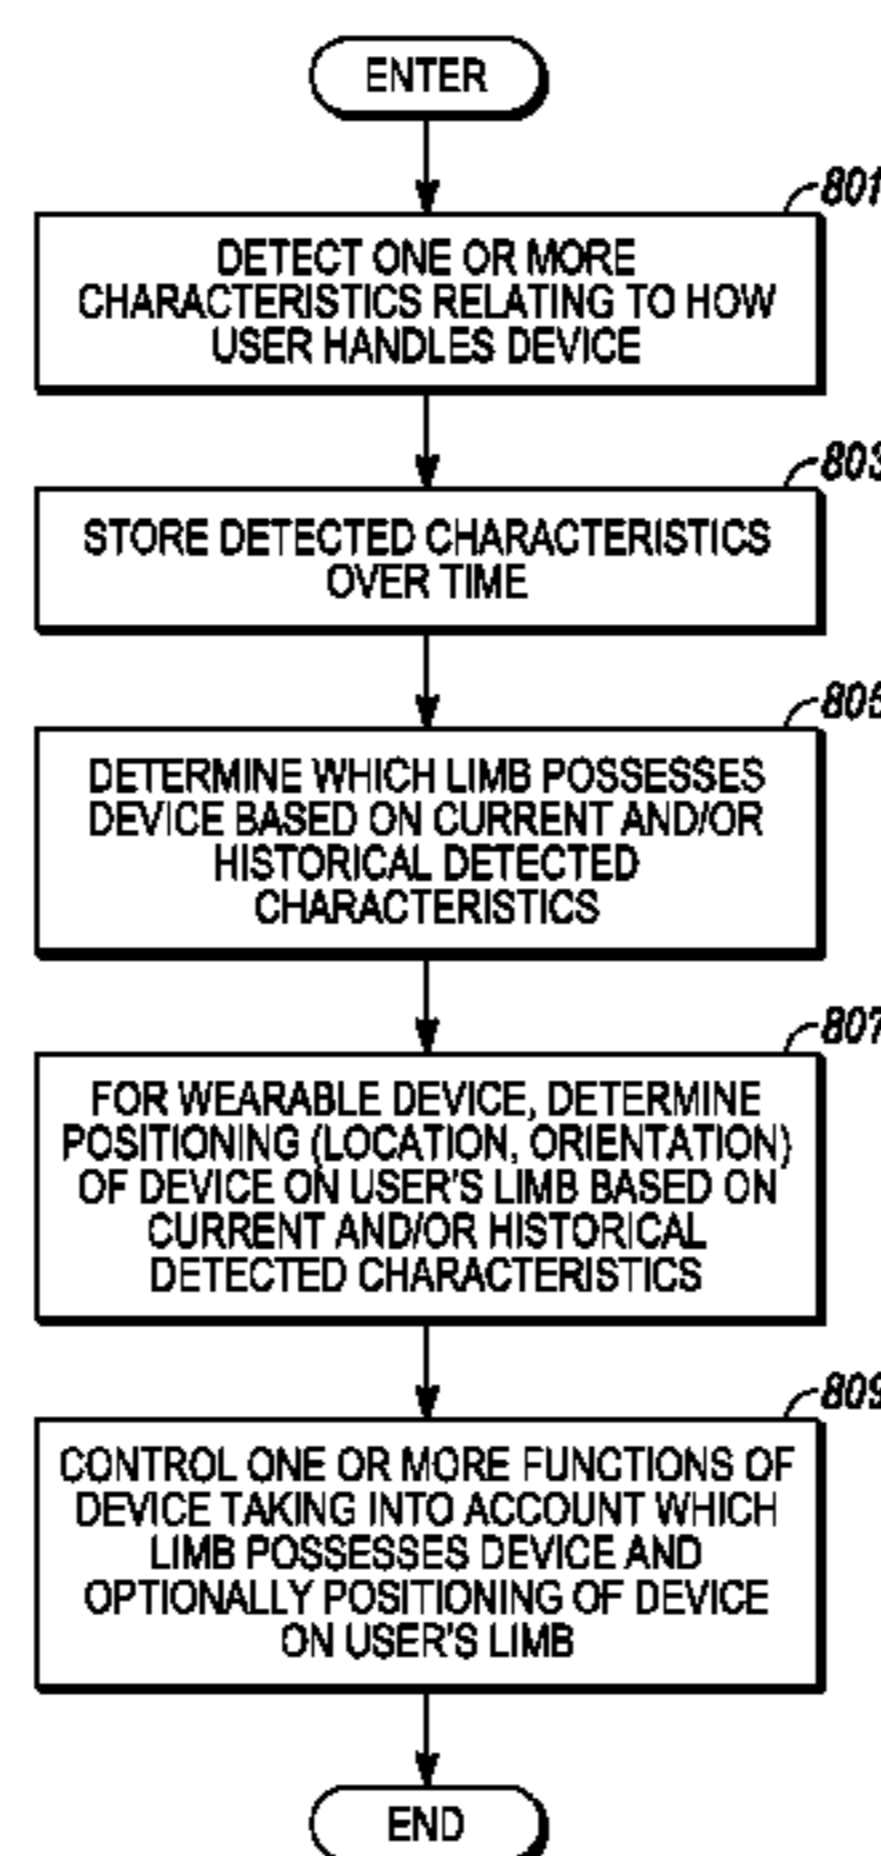 ENTER
801
DETECT ONE OR MORE
CHARACTERISTICS RELATING TO HOW
USER HANDLES DEVICE
803
STORE DETECTED CHARACTERISTICS
OVER TIME
805
DETERMINE WHICH LIMB POSSESSES
DEVICE BASED ON CURRENT AND/OR
HISTORICAL DETECTED
CHARACTERISTICS
807
FOR WEARABLE DEVICE, DETERMINE
POSITIONING (LOCATION, ORIENTATION)
OF DEVICE ON USER'S LIMB BASED ON
CURRENT AND/OR HISTORICAL
DETECTED CHARACTERISTICS
809
CONTROL ONE OR MORE FUNCTIONS OF
DEVICE TAKING INTO ACCOUNT WHICH
LIMB POSSESSES DEVICE AND
OPTIONALLY POSITIONING OF DEVICE
ON USER'S LIMB
END